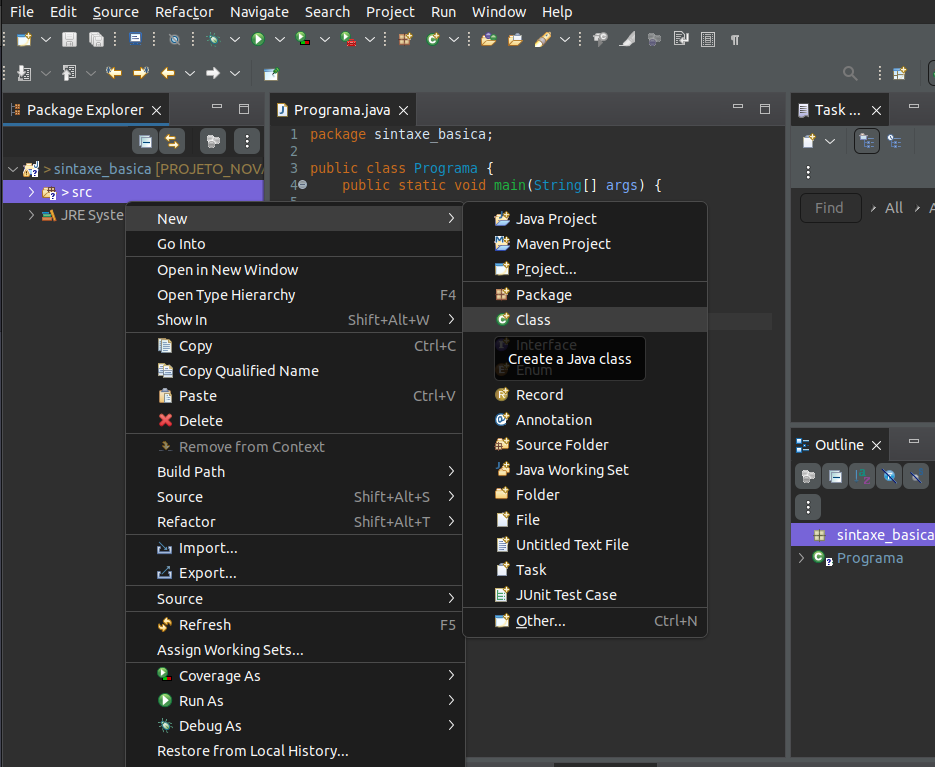 File Edit Source Refactor Navigate Search Project Run Window Help
Package Explorer
Programa.java
Task ...
> sintaxe_basica [PROJETO_NOVA
> src
JRE Syste
1 package sintaxe_basica;
2
3 public class Programa {
4 public static void main(String[] args) {
5
Find
All
New
Go Into
Open in New Window
Open Type Hierarchy F4
Show In Shift+Alt+W
Copy Ctrl+C
Copy Qualified Name
Paste Ctrl+V
Delete
Remove from Context
Build Path
Source Shift+Alt+S
Refactor Shift+Alt+T
Import...
Export...
Source
Refresh F5
Assign Working Sets...
Coverage As
Run As
Debug As
Restore from Local History...
Java Project
Maven Project
Project...
Package
Class
Interface
Create a Java class
Enum
Record
Annotation
Source Folder
Java Working Set
Folder
File
Untitled Text File
Task
JUnit Test Case
Other... Ctrl+N
Outline
sintaxe_basica
Programa